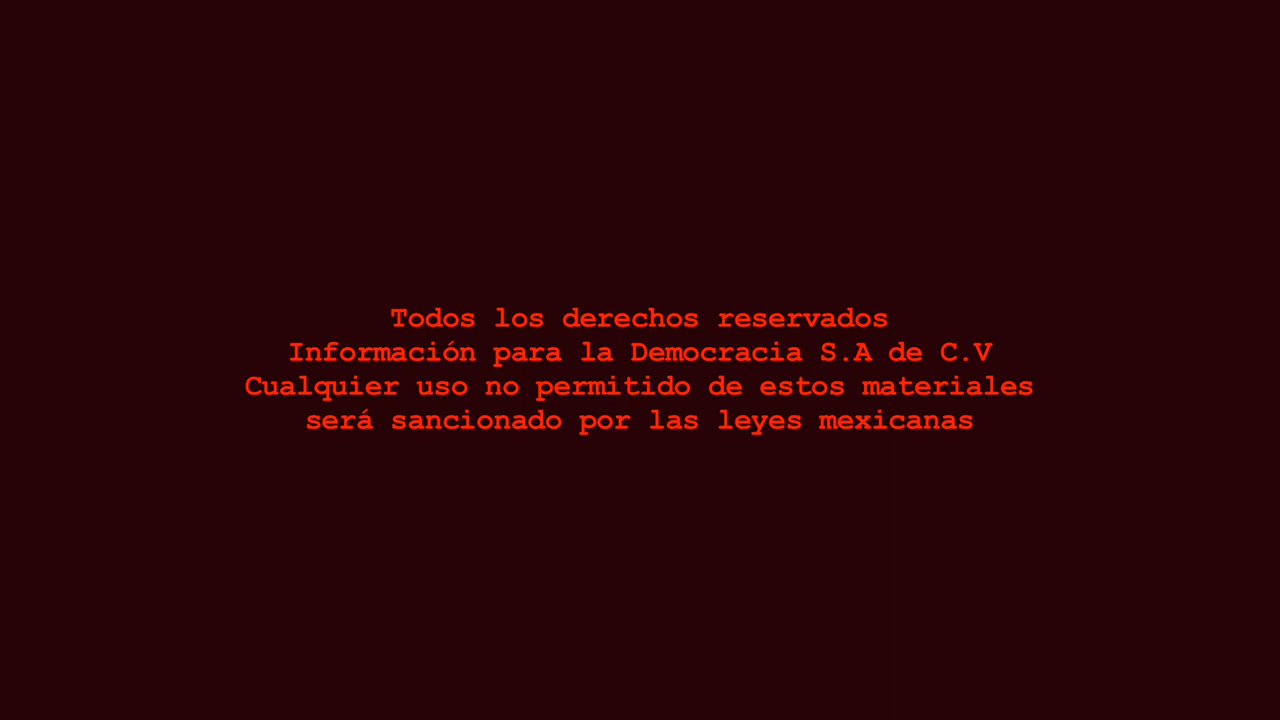 Todos los derechos reservados
Información para la Democracia S.A de C.V
Cualquier uso no permitido de estos materiales
será sancionado por las leyes mexicanas